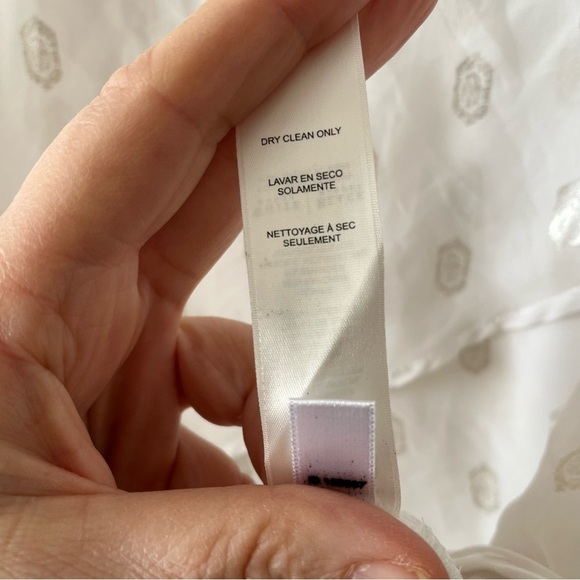 DRY CLEAN ONLY
LAVAR EN SECO
SOLAMENTE
NETTOYAGE À SEC
SEULEMENT